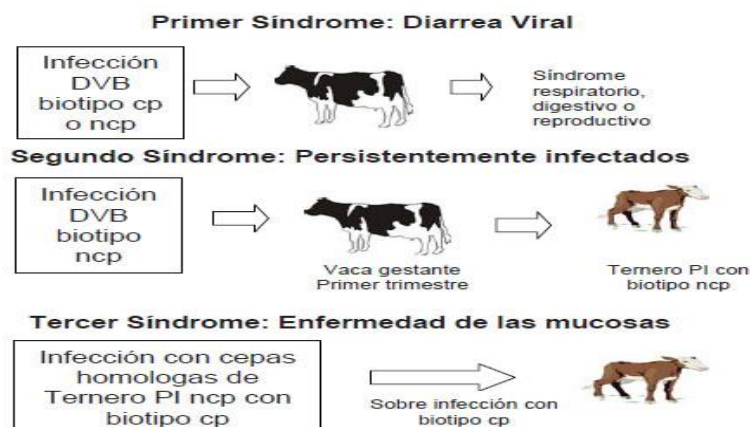 Primer Síndrome: Diarrea Viral
Infección
DVB
biotipo cp
o ncp
Síndrome
respiratorio,
digestivo o
reproductivo
Segundo Síndrome: Persistentemente infectados
Infección
DVB
biotipo
ncp
Vaca gestante
Primer trimestre
Ternero PI con
biotipo ncp
Tercer Síndrome: Enfermedad de las mucosas
Infección con cepas
homologas de
Ternero PI ncp con
biotipo cp
Sobre infección con
biotipo cp